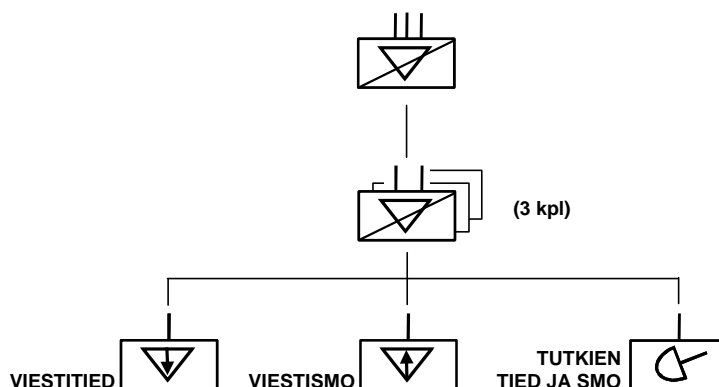 (3 kpl)
VIESTITIED
VIESTISMO
TUTKIEN
TIED JA SMO